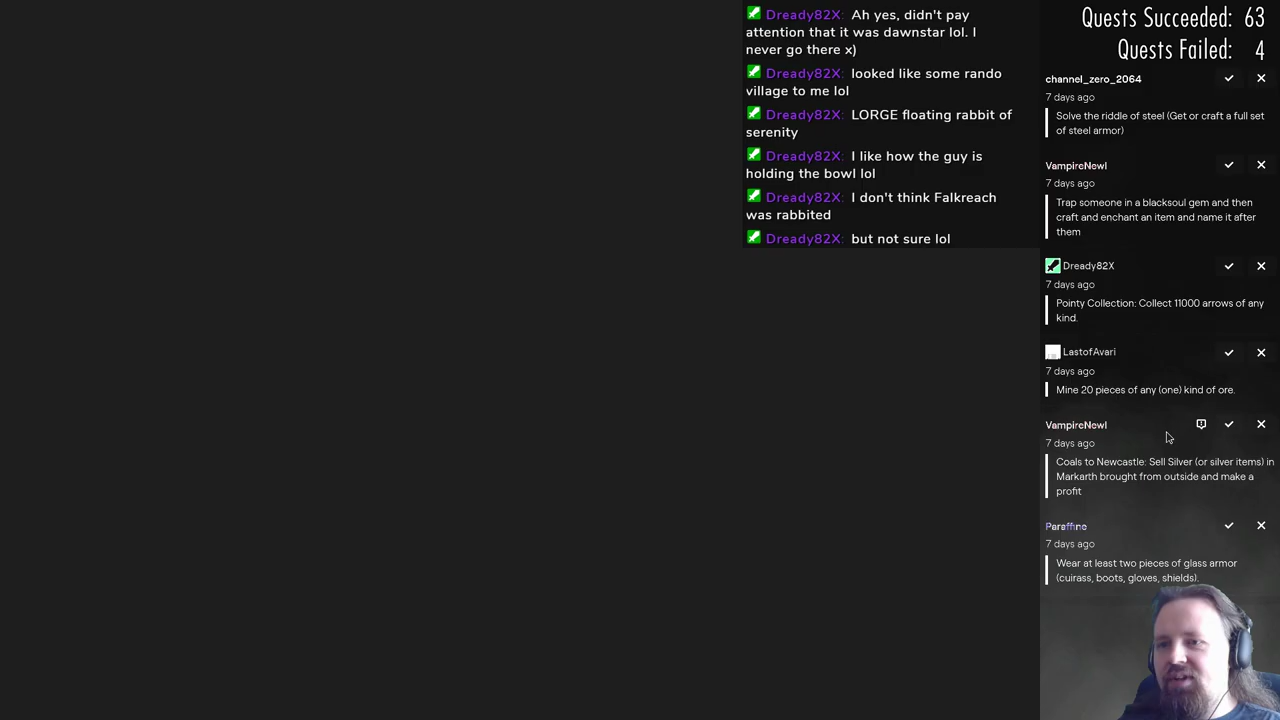 Dready82X: Ah yes, didn't pay
attention that it was dawnstar lol. I
never go there x)
Dready82X: looked like some rando
village to me lol
Dready82X: LORGE floating rabbit of
serenity
Dready82X: I like how the guy is
holding the bowl lol
Dready82X: I don't think Falkreach
was rabbited
Dready82X: but not sure lol
Quests Succeeded: 63
Quests Failed: 4
channel_zero_2064
7 days ago
Solve the riddle of steel (Get or craft a full set
of steel armor)
VampireNewl
7 days ago
Trap someone in a blacksoul gem and then
craft and enchant an item and name it after
them
Dready82X
7 days ago
Pointy Collection: Collect 11000 arrows of any
kind.
LastofAvari
7 days ago
Mine 20 pieces of any (one) kind of ore.
VampireNewl
7 days ago
Coals to Newcastle: Sell Silver (or silver items) in
Markarth brought from outside and make a
profit
Paraffine
7 days ago
Wear at least two pieces of glass armor
(cuirass, boots, gloves, shields).